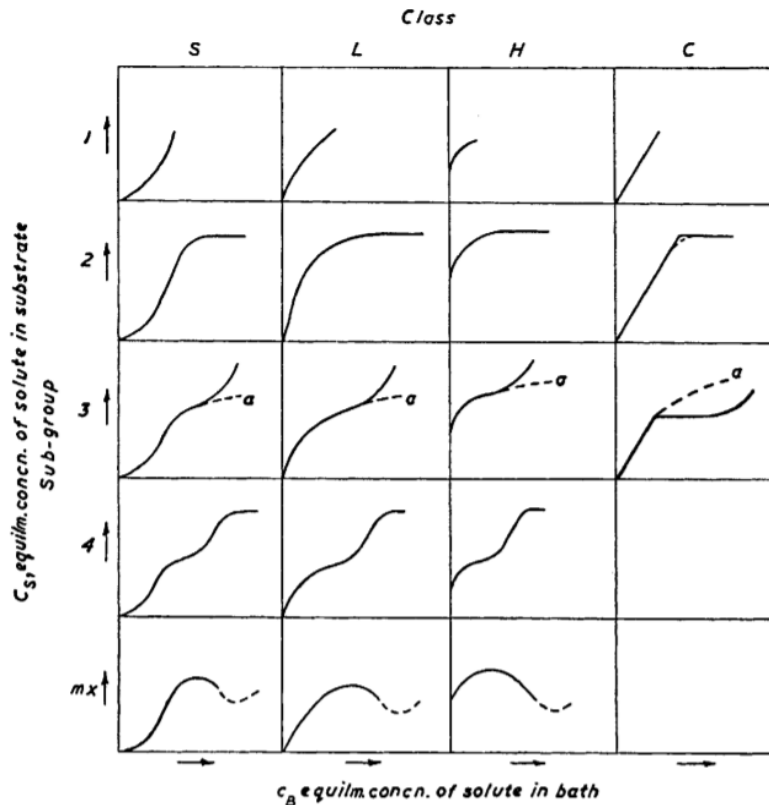 Class
S L H C
1
2
3
4
mx
a
a
a
a
C_S, equilm. concn. of solute in substrate
Sub-group
c_B equilm. concn. of solute in bath